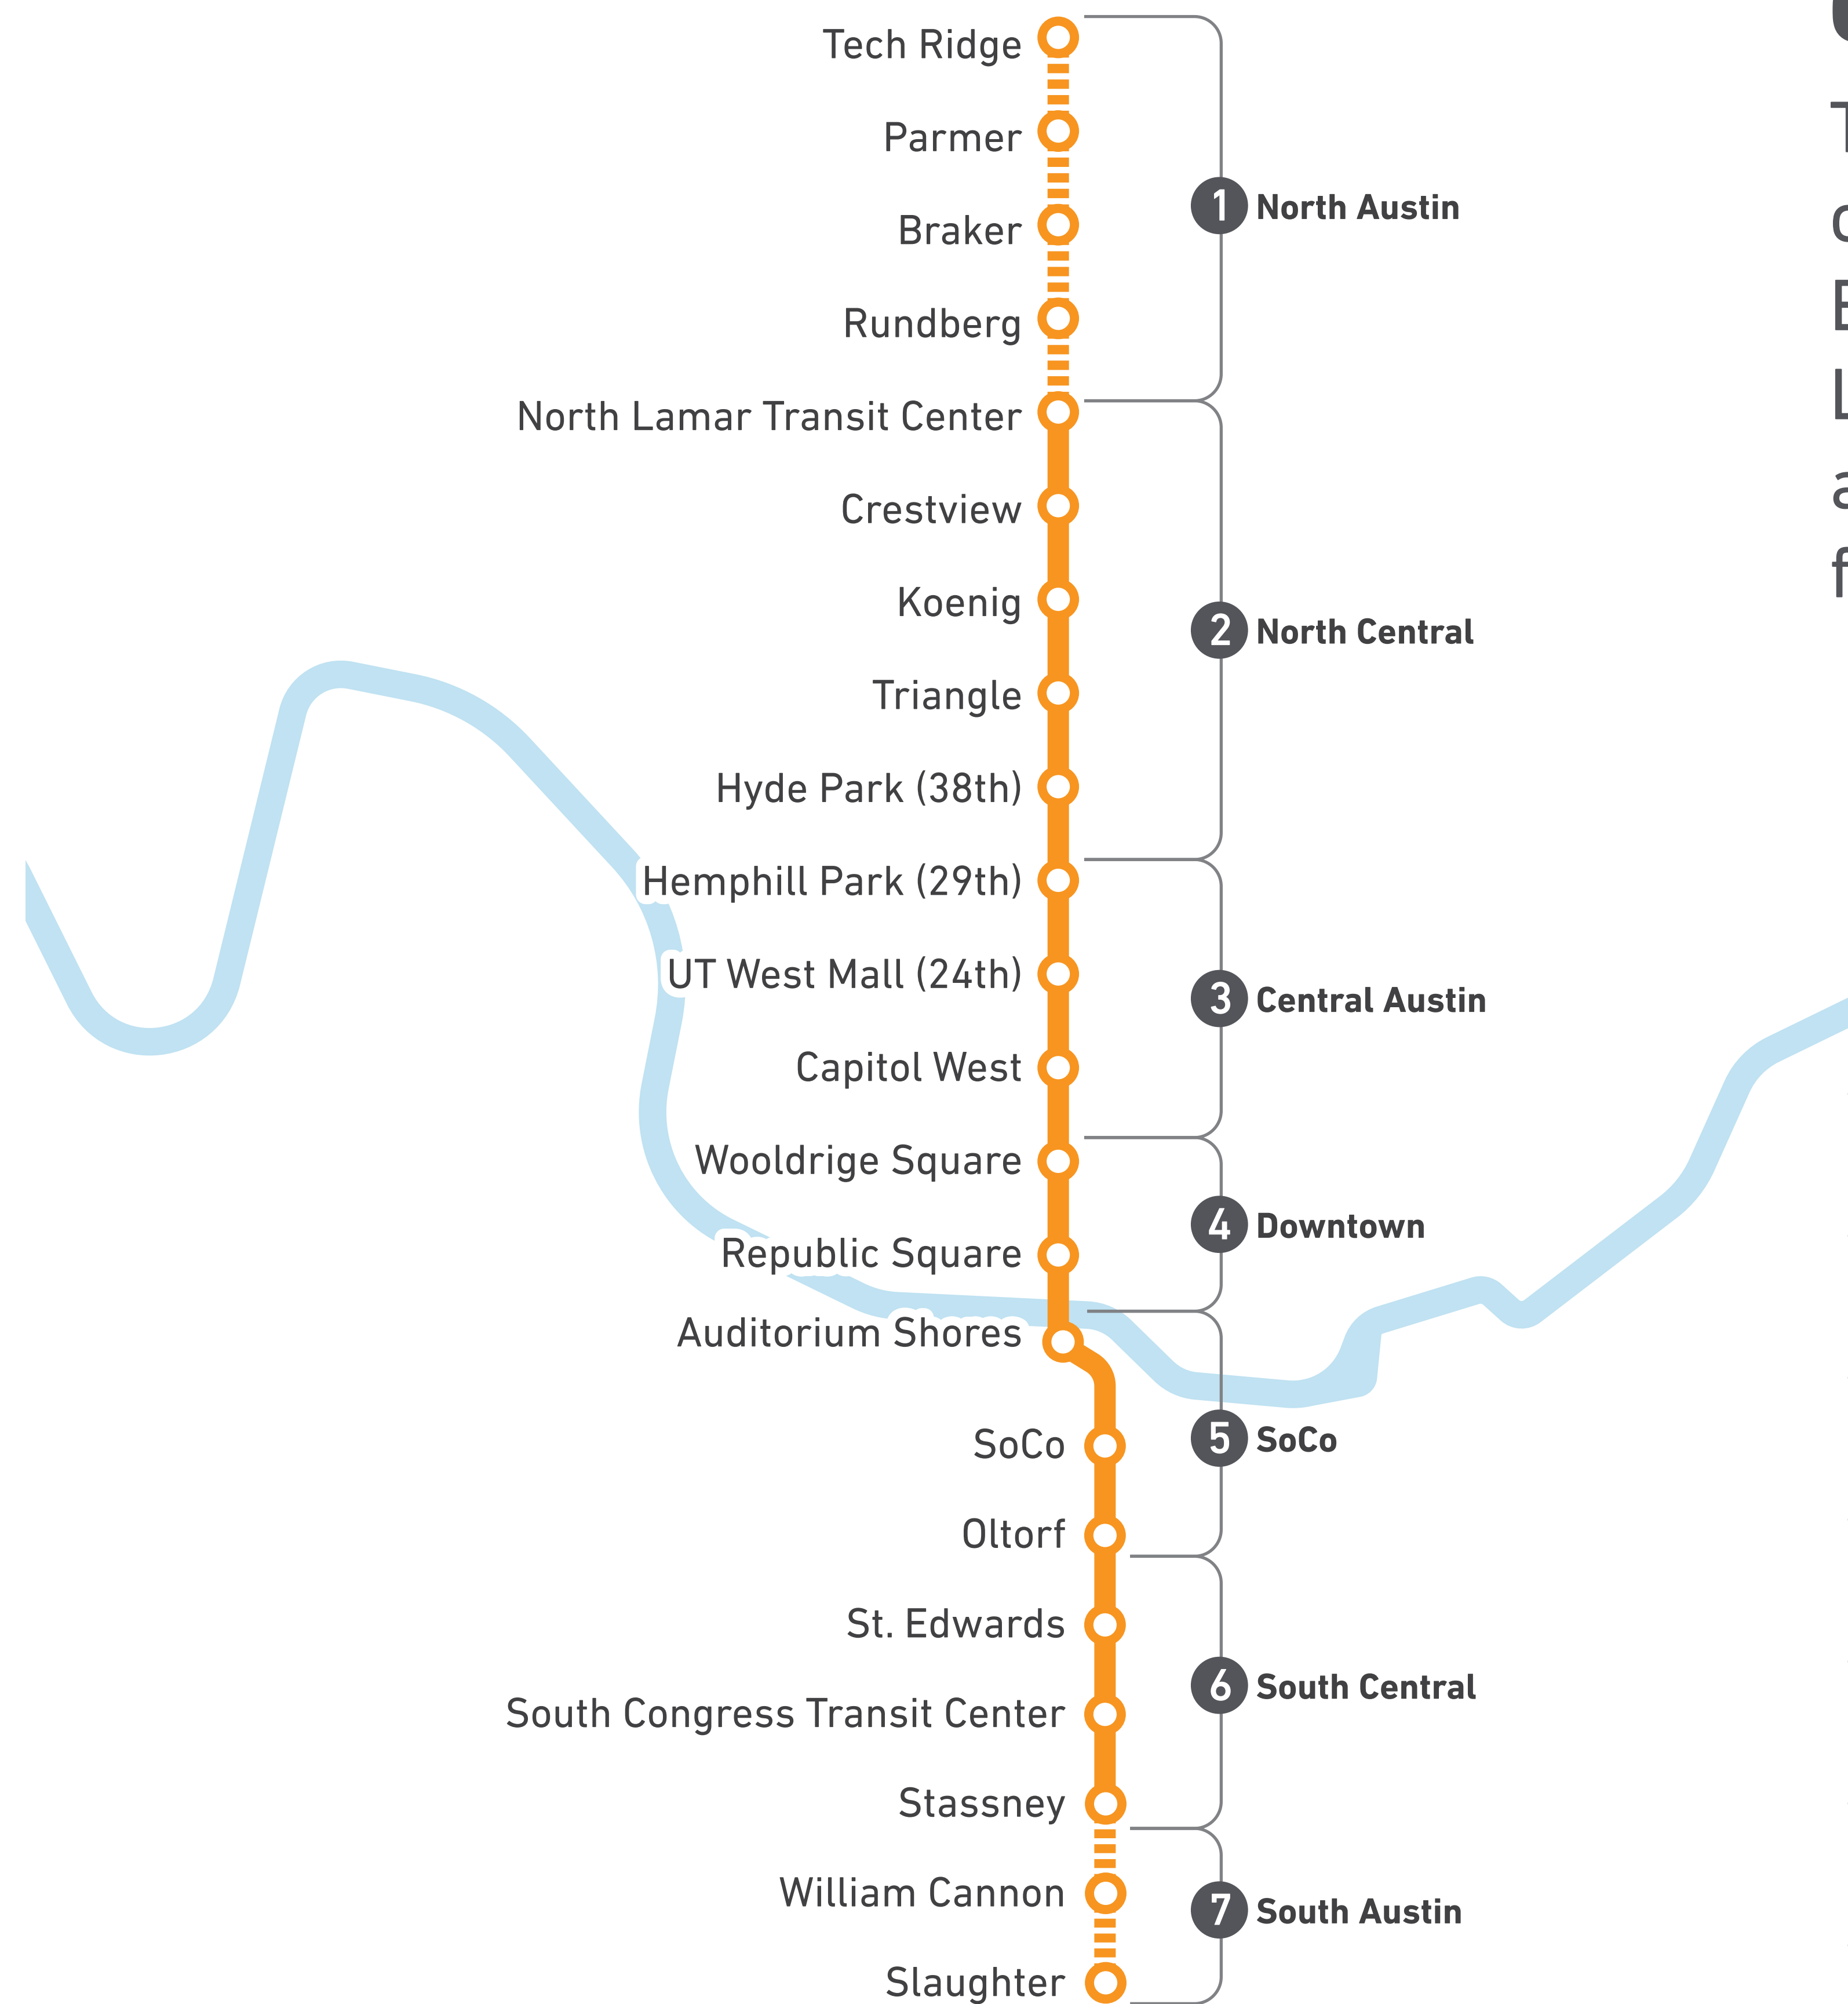 Tech Ridge
Parmer
Braker
Rundberg
1 North Austin
North Lamar Transit Center
Crestview
Koenig
Triangle
Hyde Park (38th)
2 North Central
Hemphill Park (29th)
UT West Mall (24th)
Capitol West
3 Central Austin
Wooldrige Square
Republic Square
4 Downtown
Auditorium Shores
SoCo
Oltorf
5 SoCo
St. Edwards
South Congress Transit Center
Stassney
6 South Central
William Cannon
Slaughter
7 South Austin